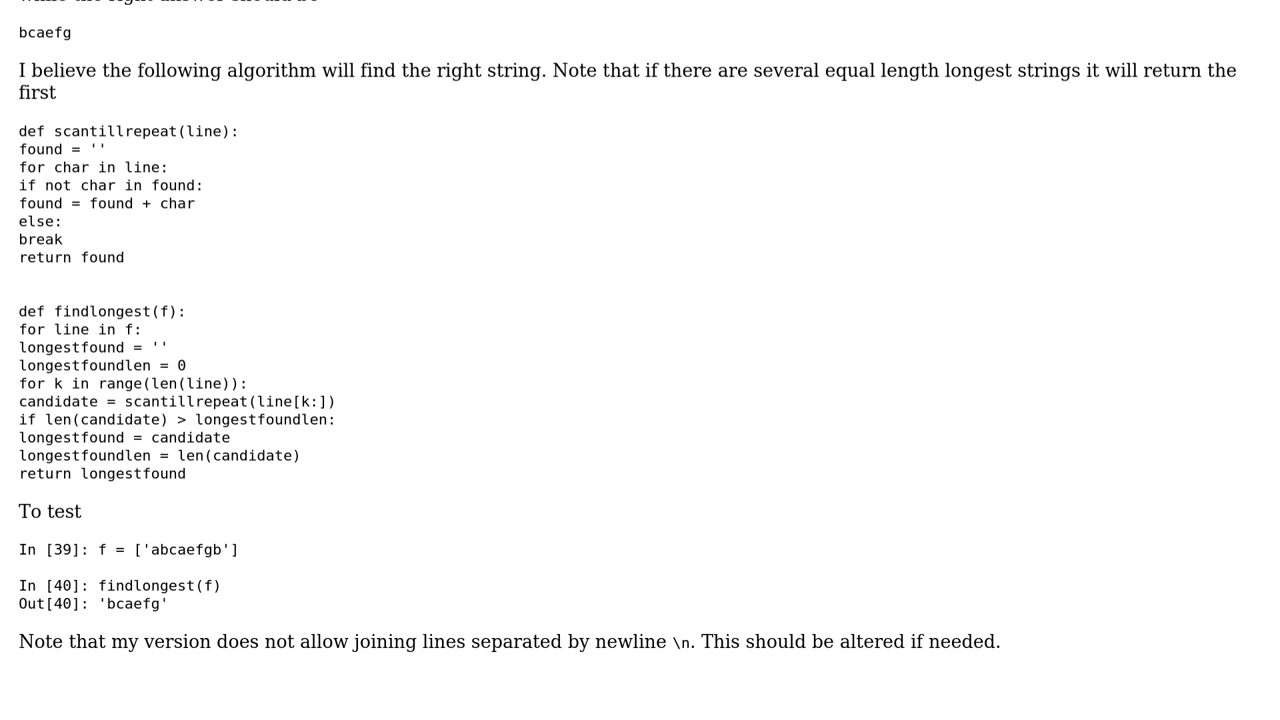 bcaefg
I believe the following algorithm will find the right string. Note that if there are several equal length longest strings it will return the
first
def scantillrepeat(line):
found = ''
for char in line:
if not char in found:
found = found + char
else:
break
return found
def findlongest(f):
for line in f:
longestfound = ''
longestfoundlen = 0
for k in range(len(line)):
candidate = scantillrepeat(line[k:])
if len(candidate) > longestfoundlen:
longestfound = candidate
longestfoundlen = len(candidate)
return longestfound
To test
In [39]: f = ['abcaefgb']
In [40]: findlongest(f)
Out[40]: 'bcaefg'
Note that my version does not allow joining lines separated by newline \n. This should be altered if needed.